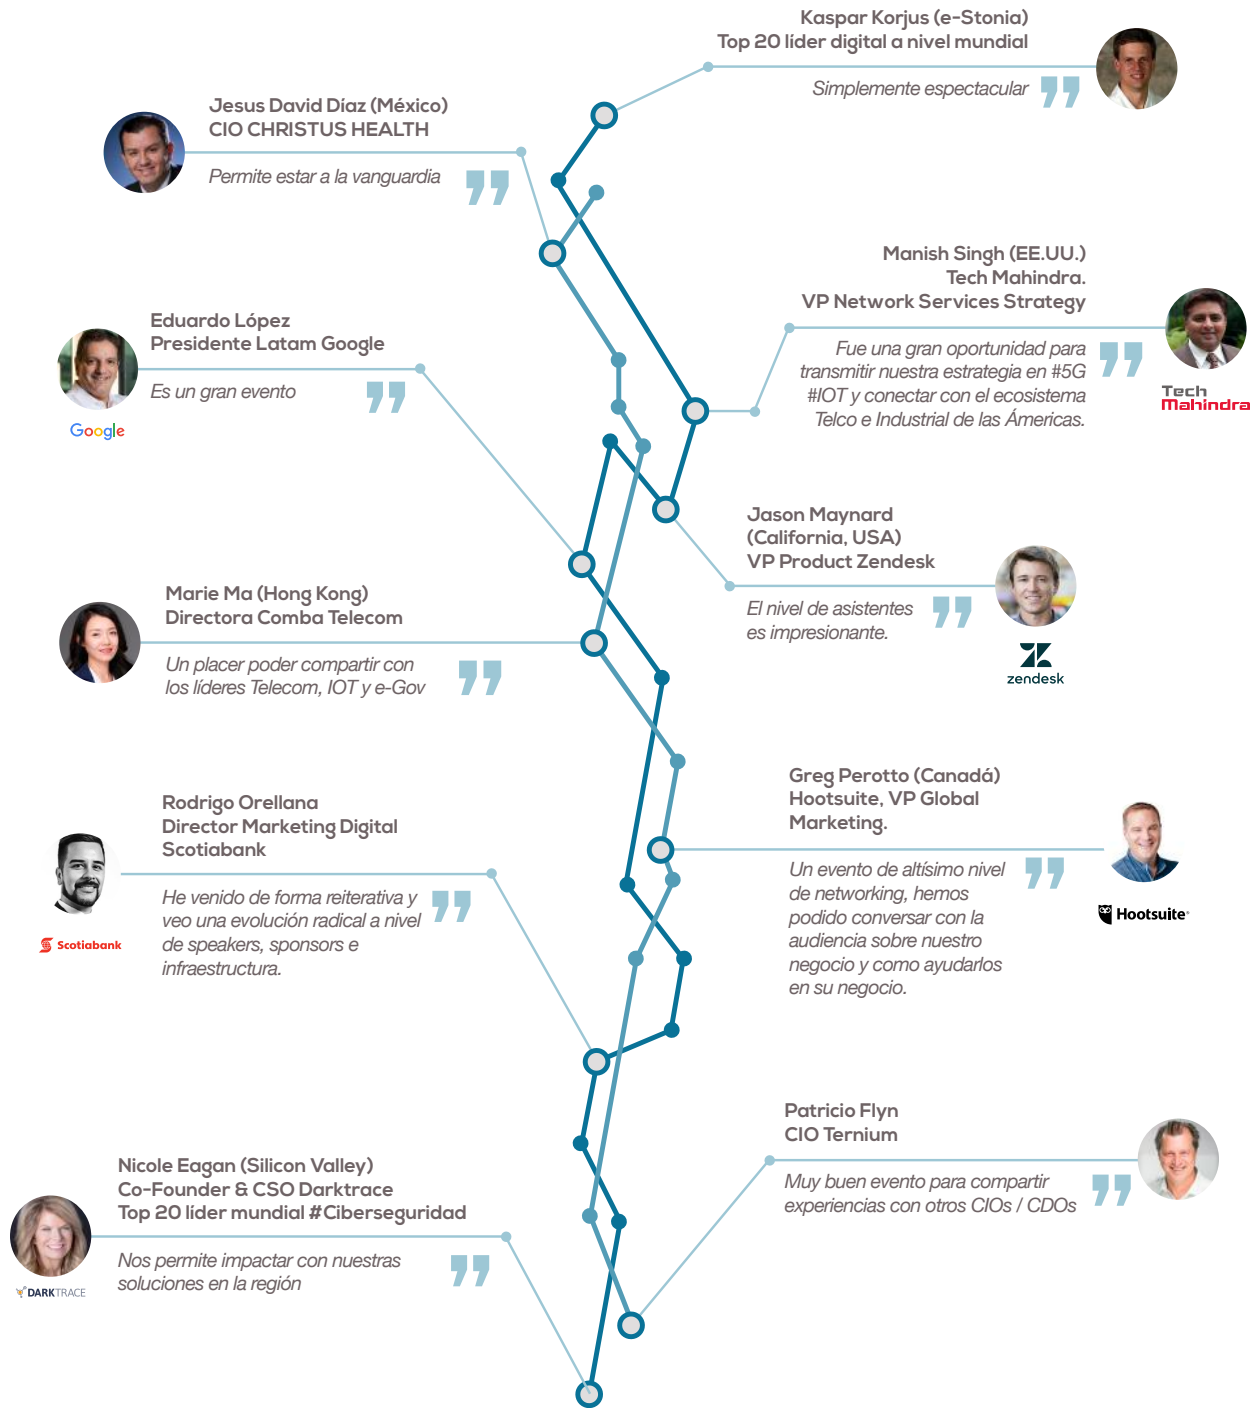 Kaspar Korjus (e-Stonia)
Top 20 líder digital a nivel mundial
Simplemente espectacular
Jesus David Díaz (México)
CIO CHRISTUS HEALTH
Permite estar a la vanguardia
Manish Singh (EE.UU.)
Tech Mahindra.
VP Network Services Strategy
Fue una gran oportunidad para
transmitir nuestra estrategia en #5G
#IOT y conectar con el ecosistema
Telco e Industrial de las Ámericas.
Tech
Mahindra
Eduardo López
Presidente Latam Google
Es un gran evento
Google
Jason Maynard
(California, USA)
VP Product Zendesk
El nivel de asistentes
es impresionante.
zendesk
Marie Ma (Hong Kong)
Directora Comba Telecom
Un placer poder compartir con
los líderes Telecom, IOT y e-Gov
Greg Perotto (Canadá)
Hootsuite, VP Global
Marketing.
Un evento de altísimo nivel
de networking, hemos
podido conversar con la
audiencia sobre nuestro
negocio y como ayudarlos
en su negocio.
Hootsuite
Rodrigo Orellana
Director Marketing Digital
Scotiabank
He venido de forma reiterativa y
veo una evolución radical a nivel
de speakers, sponsors e
infraestructura.
Scotiabank
Patricio Flyn
CIO Ternium
Muy buen evento para compartir
experiencias con otros CIOs / CDOs
Nicole Eagan (Silicon Valley)
Co-Founder & CSO Darktrace
Top 20 líder mundial #Ciberseguridad
Nos permite impactar con nuestras
soluciones en la región
DARKTRACE